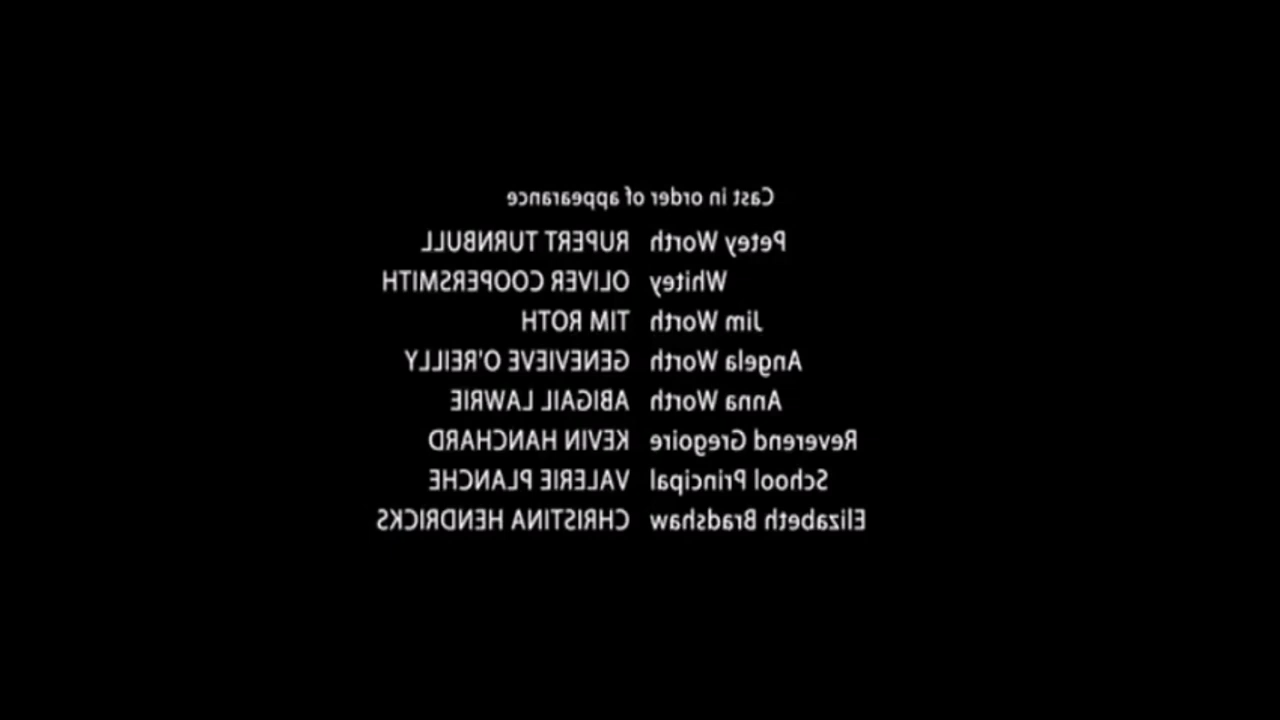 Cast in order of appearance
Petey Worth RUPERT TURNBULL
Whitey OLIVER COOPERSMITH
Jim Worth TIM ROTH
Angela Worth GENEVIEVE O'REILLY
Anna Worth ABIGAIL LAWRIE
Reverend Gregoire KEVIN HANCHARD
School Principal VALERIE PLANCHE
Elizabeth Bradshaw CHRISTINA HENDRICKS